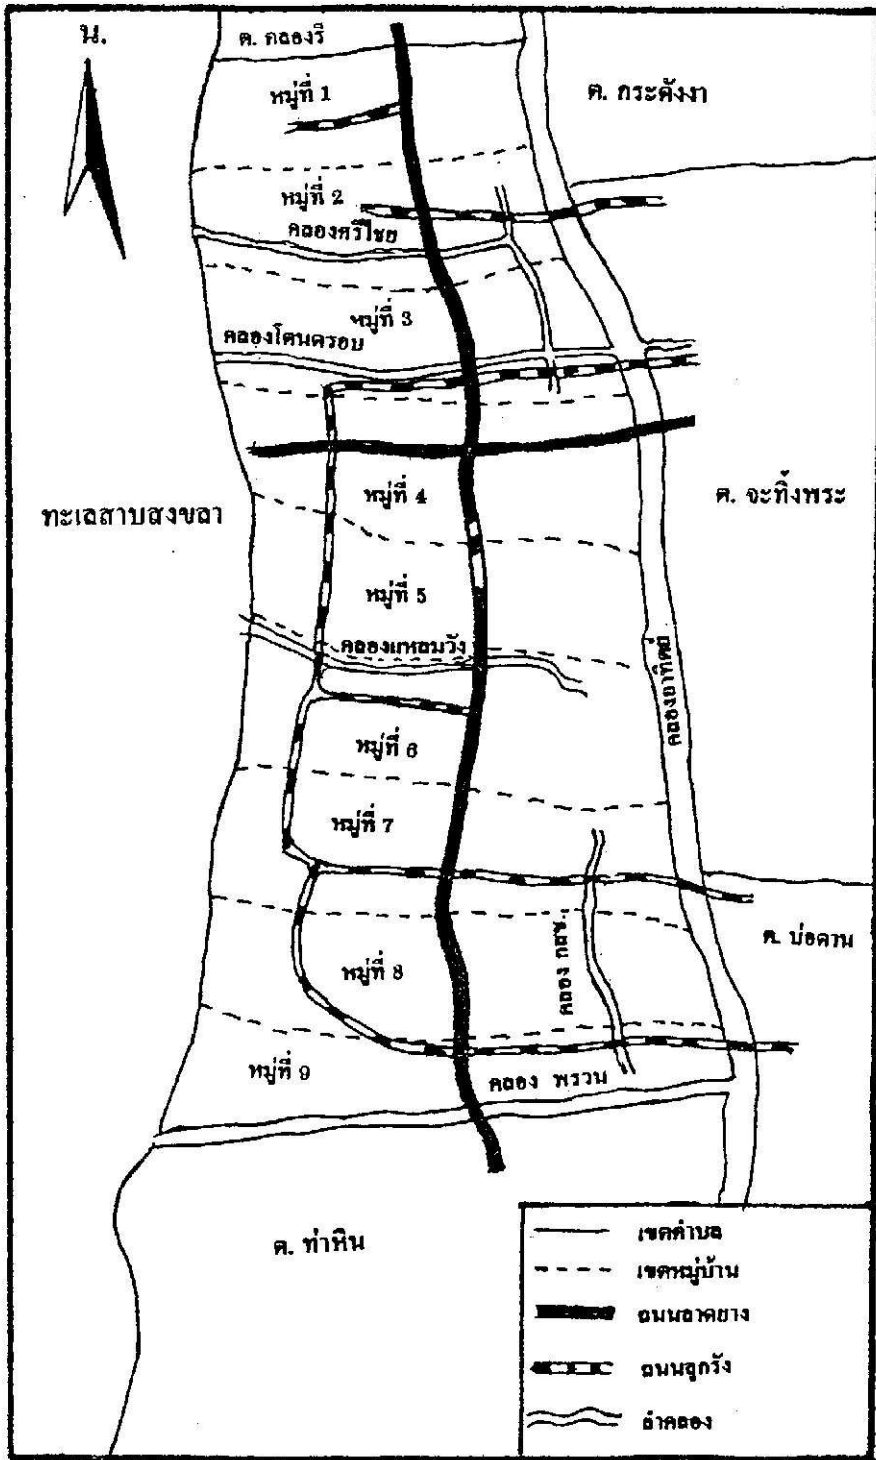 น.
ต. คลองรี
หมู่ที่ 1
ต. กระดังงา
หมู่ที่ 2
คลองศรีไชย
หมู่ที่ 3
คลองโตนดรอบ
หมู่ที่ 4
ต. จะทิ้งพระ
ทะเลสาบสงขลา
หมู่ที่ 5
คลองแหลมวัง
คลองอาทิตย์
หมู่ที่ 6
หมู่ที่ 7
ต. บ่อดาน
หมู่ที่ 8
คลอง กสช.
หมู่ที่ 9
คลอง พรวน
ต. ท่าหิน
เขตตำบล
เขตหมู่บ้าน
ถนนลาดยาง
ถนนลูกรัง
ลำคลอง